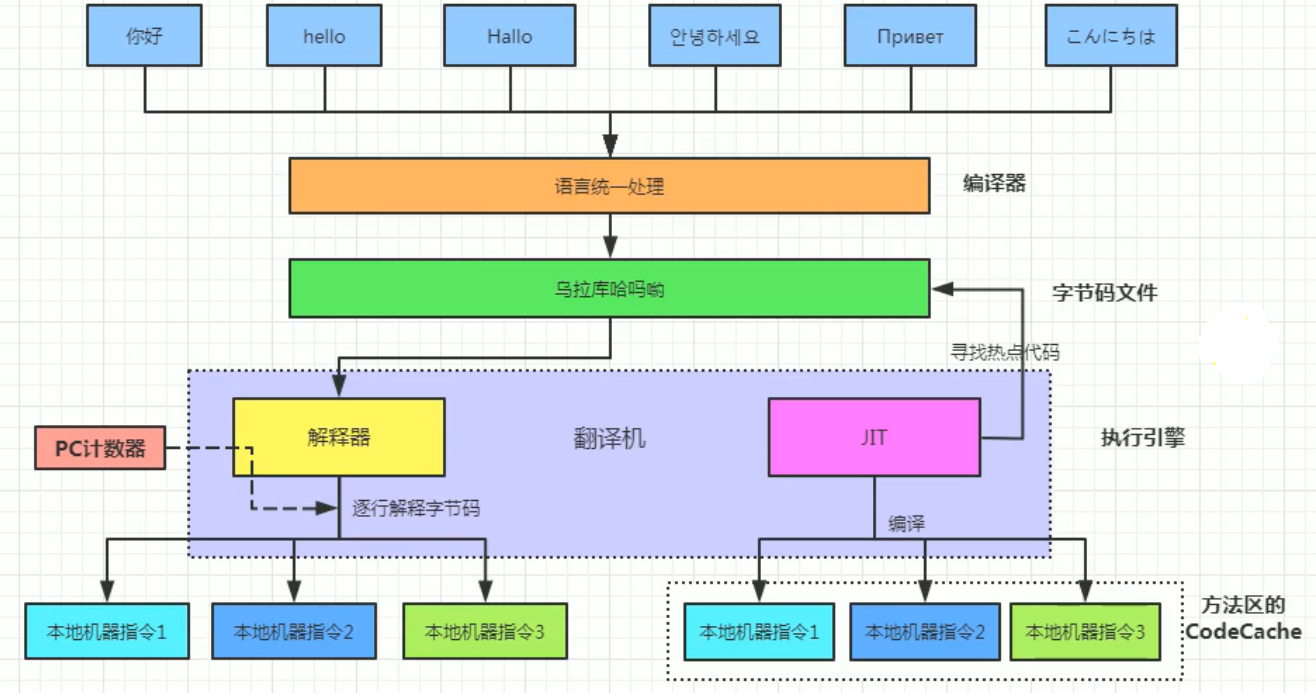 你好
hello
Hallo
안녕하세요
Привет
こんにちは
语言统一处理
编译器
乌拉库哈吗呦
字节码文件
寻找热点代码
解释器
翻译机
JIT
执行引擎
PC计数器
逐行解释字节码
编译
本地机器指令1
本地机器指令2
本地机器指令3
本地机器指令1
本地机器指令2
本地机器指令3
方法区的
CodeCache